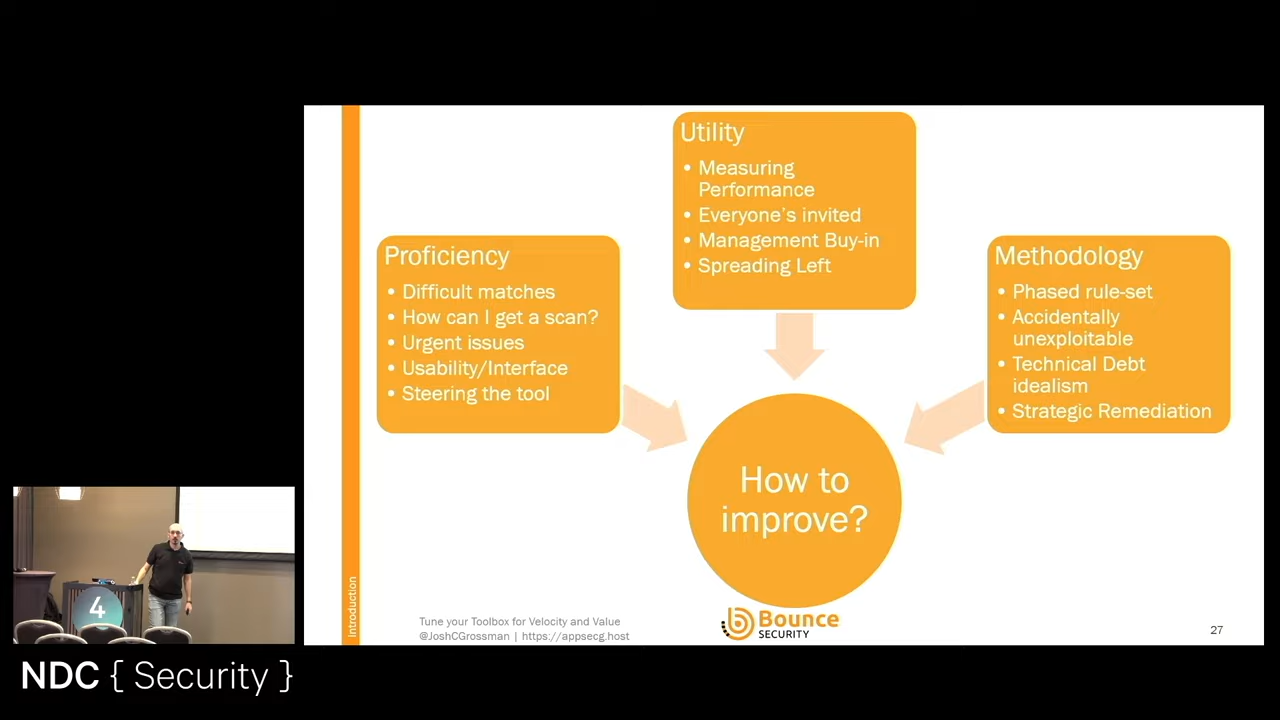 Utility
• Measuring
Performance
• Everyone's invited
• Management Buy-in
• Spreading Left
Proficiency
• Difficult matches
• How can I get a scan?
• Urgent issues
• Usability/Interface
• Steering the tool
Methodology
• Phased rule-set
• Accidentally
unexploitable
• Technical Debt
idealism
• Strategic Remediation
How to
improve?
Introduction
Tune your Toolbox for Velocity and Value
@JoshCGrossman | https://appsecg.host
Bounce
SECURITY
27
4
NDC { Security }